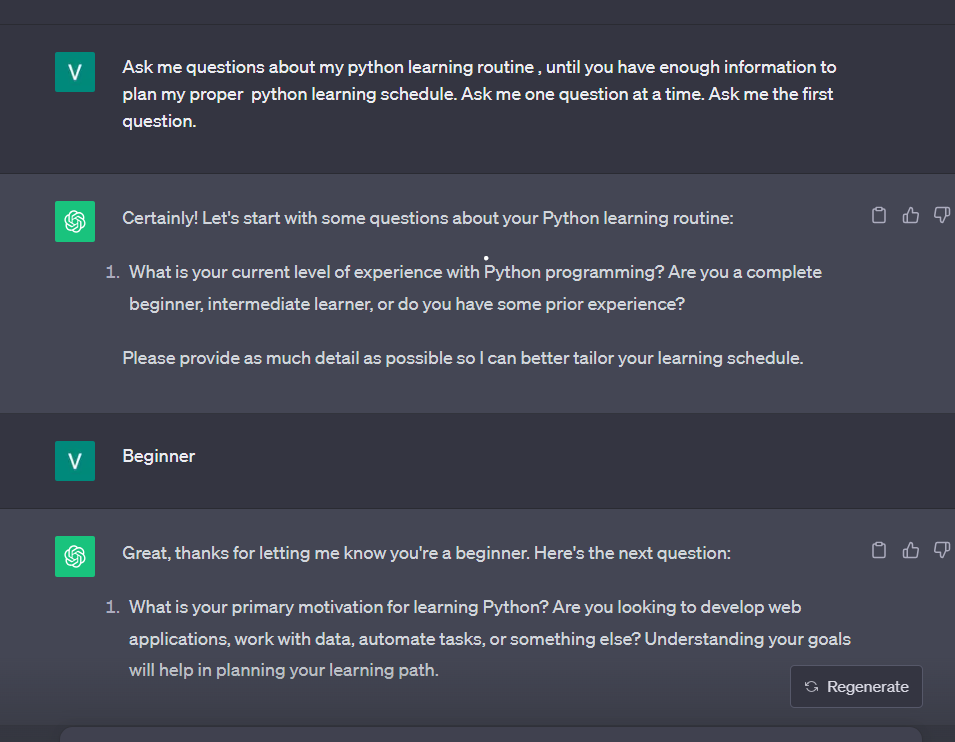 V
Ask me questions about my python learning routine , until you have enough information to
plan my proper  python learning schedule. Ask me one question at a time. Ask me the first
question.
Certainly! Let's start with some questions about your Python learning routine:
1. What is your current level of experience with Python programming? Are you a complete
beginner, intermediate learner, or do you have some prior experience?
Please provide as much detail as possible so I can better tailor your learning schedule.
V
Beginner
Great, thanks for letting me know you're a beginner. Here's the next question:
1. What is your primary motivation for learning Python? Are you looking to develop web
applications, work with data, automate tasks, or something else? Understanding your goals
will help in planning your learning path.
Regenerate